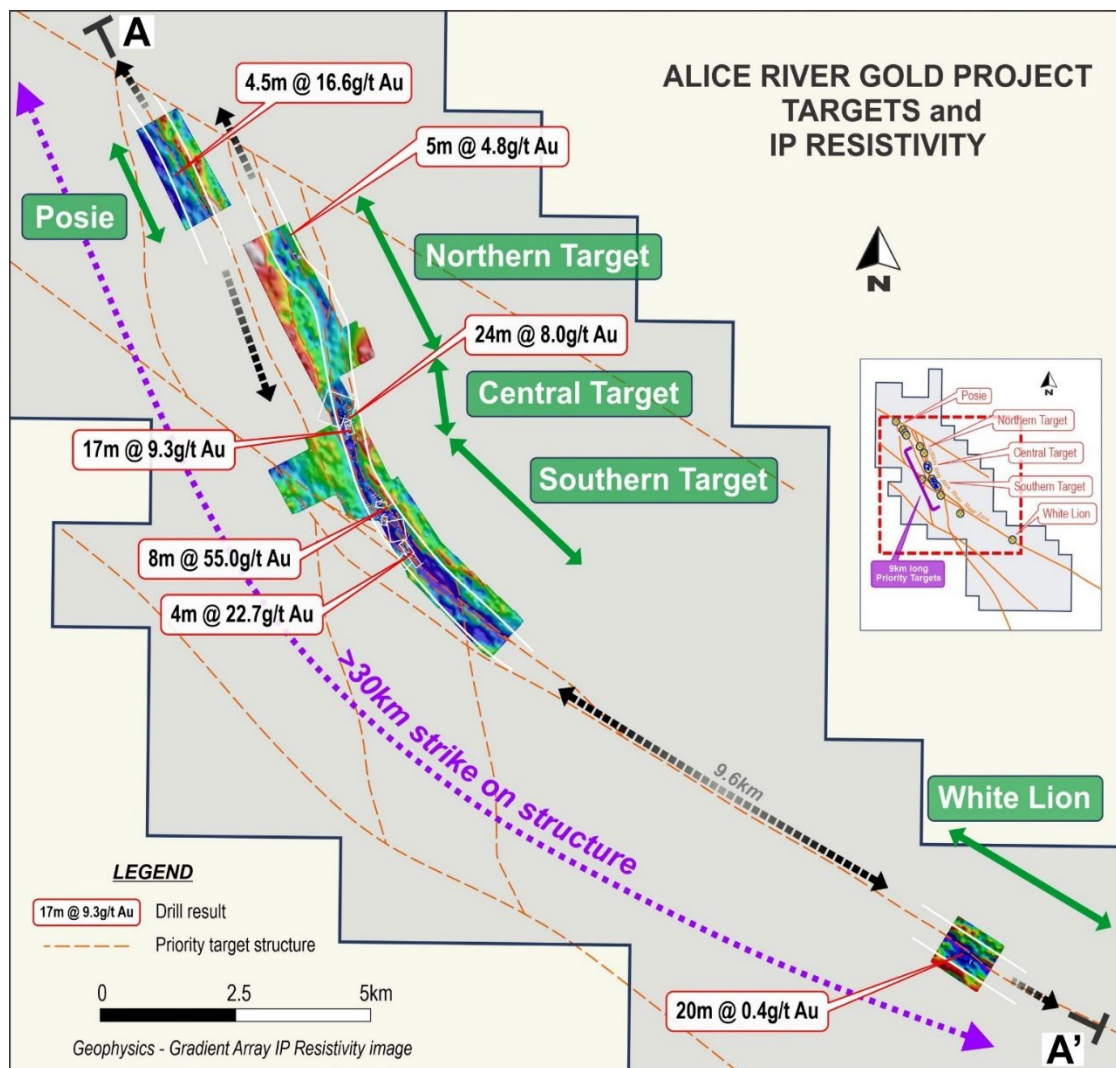 A
ALICE RIVER GOLD PROJECT
TARGETS and
IP RESISTIVITY
4.5m @ 16.6g/t Au
5m @ 4.8g/t Au
Posie
Northern Target
N
24m @ 8.0g/t Au
Central Target
17m @ 9.3g/t Au
Southern Target
8m @ 55.0g/t Au
4m @ 22.7g/t Au
N
Posie
Northern Target
Central Target
Southern Target
White Lion
9km long
Priority Targets
>30km strike on structure
9.6km
White Lion
20m @ 0.4g/t Au
A'
LEGEND
17m @ 9.3g/t Au Drill result
Priority target structure
0 2.5 5km
Geophysics - Gradient Array IP Resistivity image